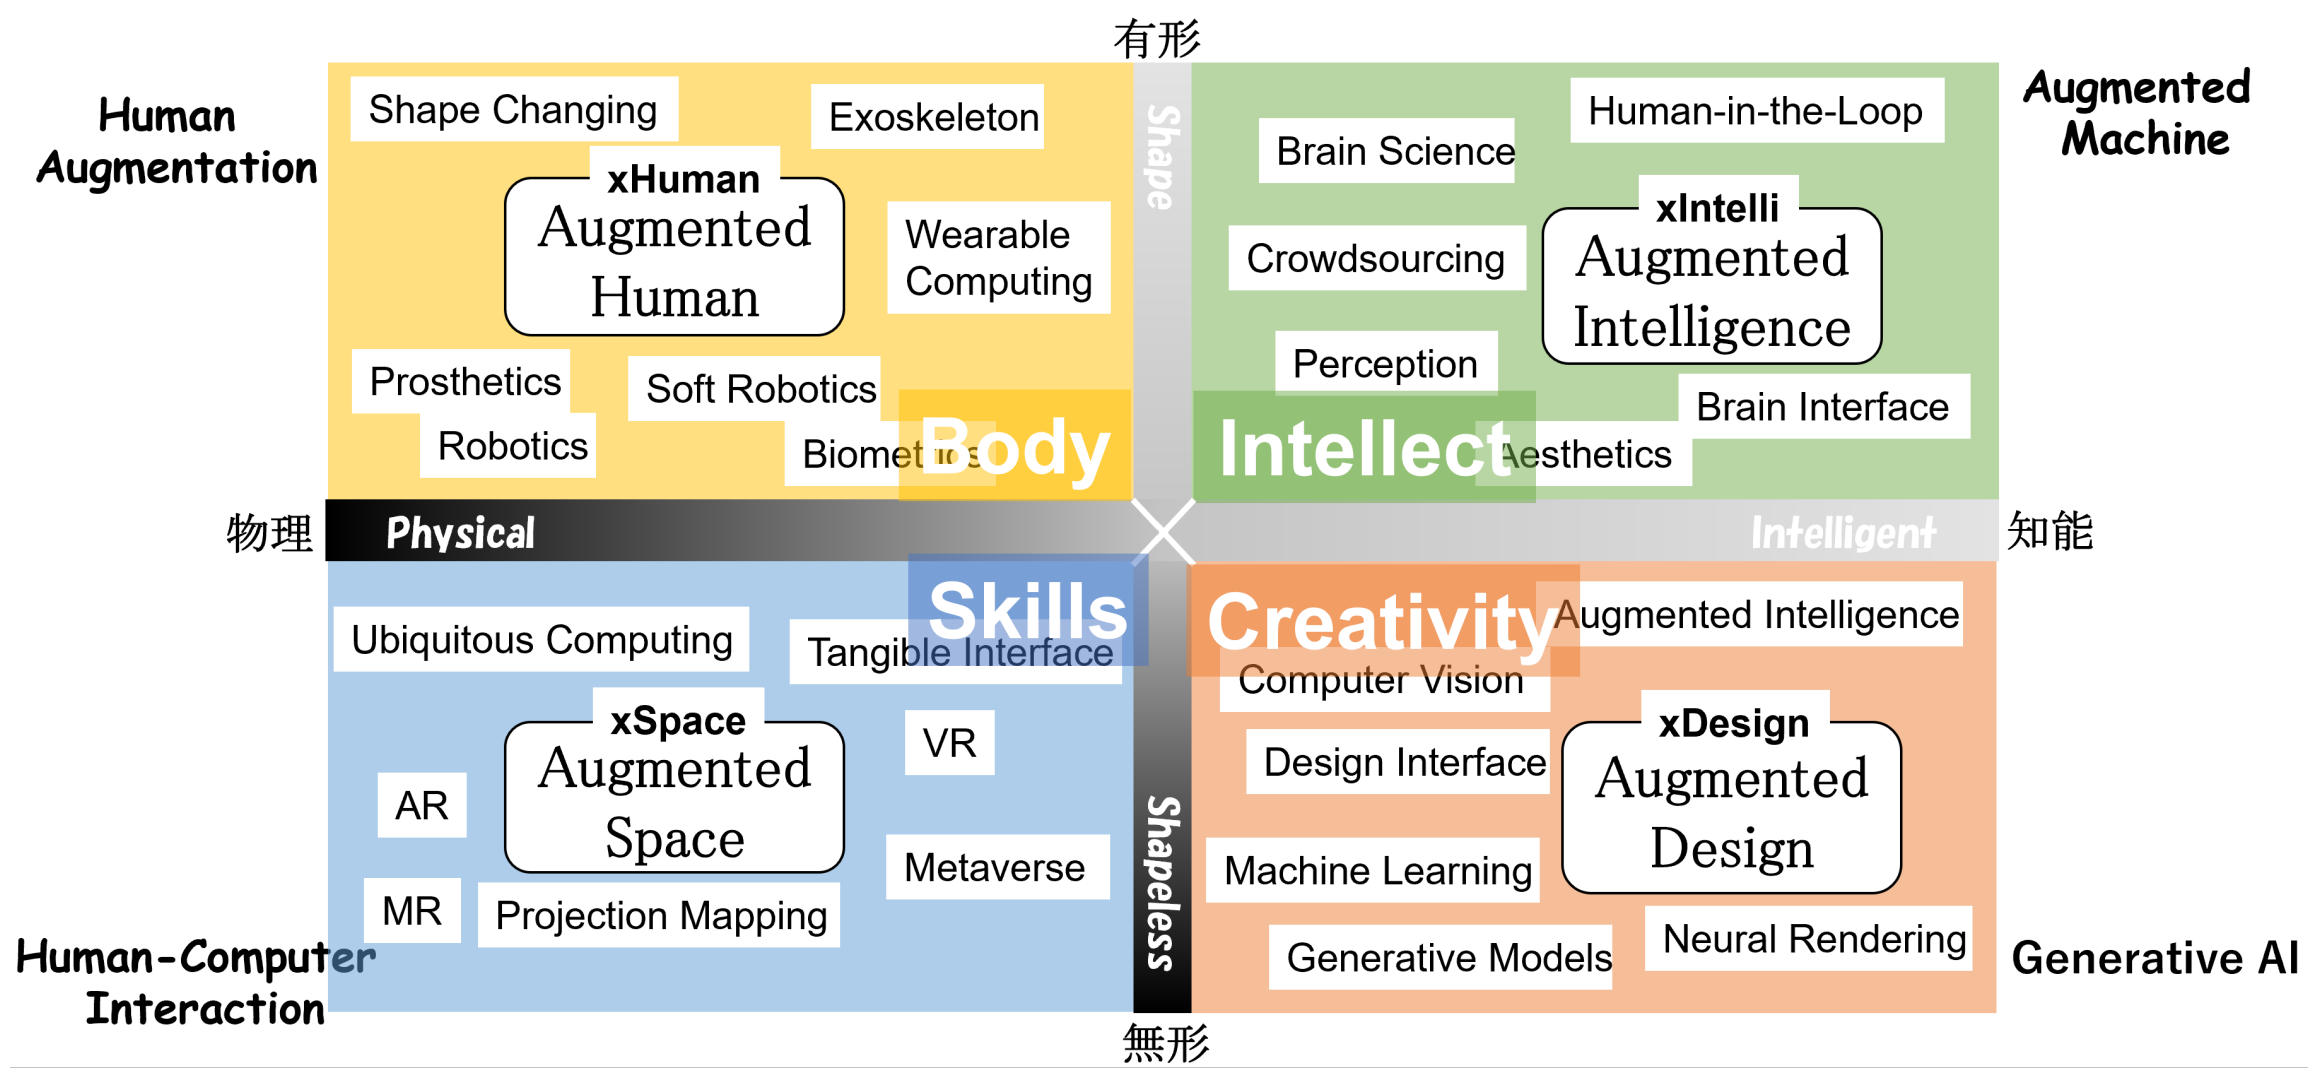 有形
Human
Augmentation
Shape Changing
Exoskeleton
xHuman
Augmented
Human
Wearable
Computing
Prosthetics
Soft Robotics
Robotics
Biometrics
Body
Shape
Augmented
Machine
Human-in-the-Loop
Brain Science
xIntelli
Augmented
Intelligence
Crowdsourcing
Perception
Brain Interface
Intellect
Aesthetics
物理
Physical
Intelligent
知能
Skills
Ubiquitous Computing
Tangible Interface
xSpace
Augmented
Space
VR
AR
Metaverse
MR
Projection Mapping
Human-Computer
Interaction
Shapeless
Creativity
Augmented Intelligence
Computer Vision
xDesign
Augmented
Design
Design Interface
Machine Learning
Neural Rendering
Generative Models
Generative AI
無形